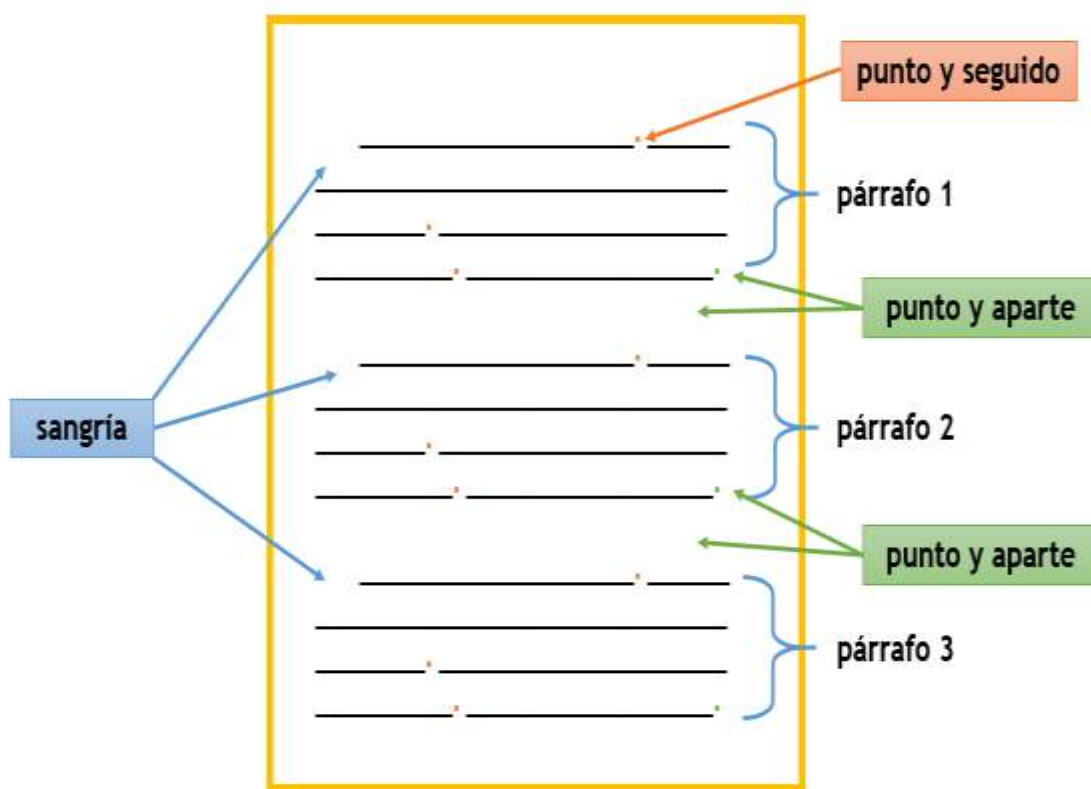 punto y seguido
párrafo 1
punto y aparte
sangría
párrafo 2
punto y aparte
párrafo 3